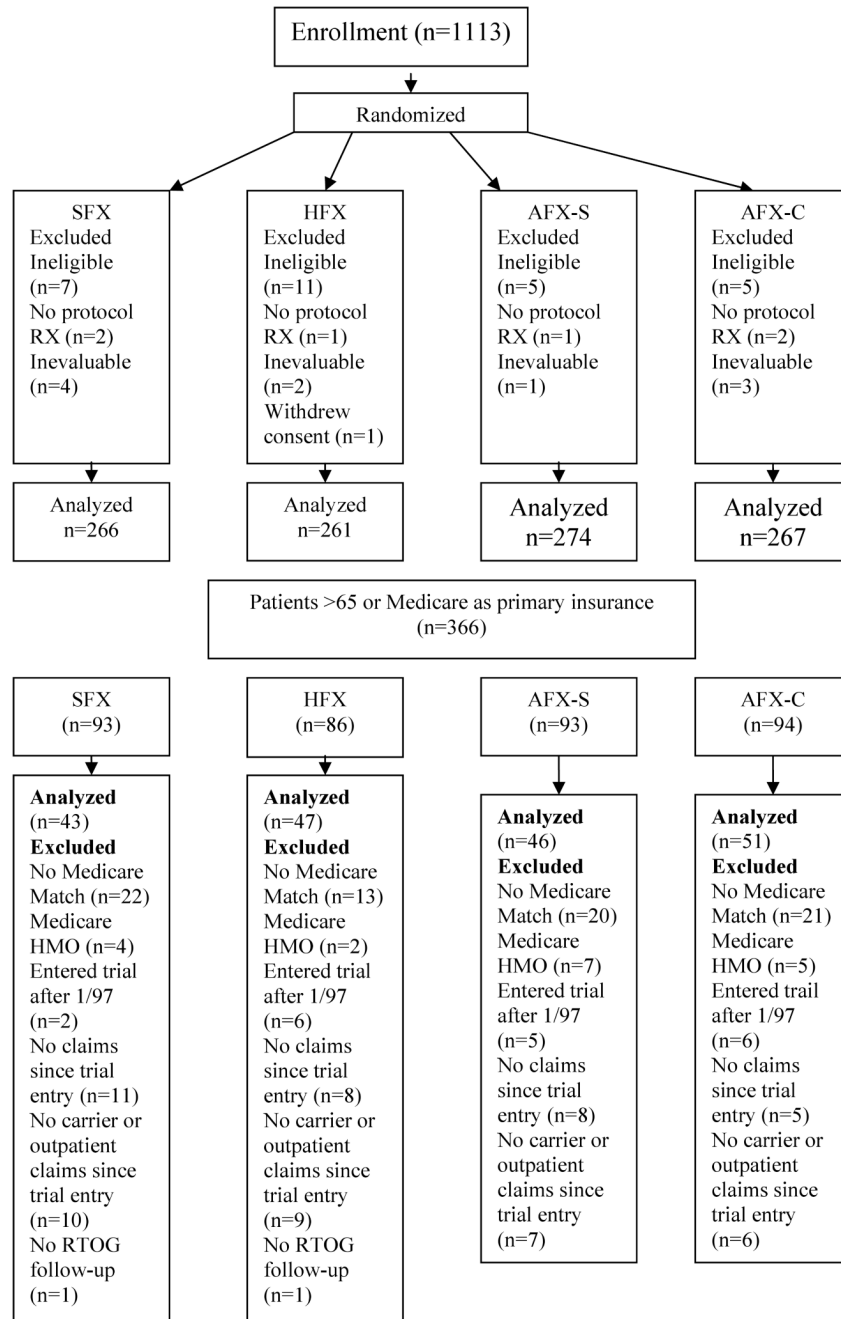 Enrollment (n=1113)
Randomized
SFX
Excluded
Ineligible
(n=7)
No protocol
RX (n=2)
Inevaluable
(n=4)
HFX
Excluded
Ineligible
(n=11)
No protocol
RX (n=1)
Inevaluable
(n=2)
Withdrew
consent (n=1)
AFX-S
Excluded
Ineligible
(n=5)
No protocol
RX (n=1)
Inevaluable
(n=1)
AFX-C
Excluded
Ineligible
(n=5)
No protocol
RX (n=2)
Inevaluable
(n=3)
Analyzed
n=266
Analyzed
n=261
Analyzed
n=274
Analyzed
n=267
Patients >65 or Medicare as primary insurance
(n=366)
SFX
(n=93)
HFX
(n=86)
AFX-S
(n=93)
AFX-C
(n=94)
Analyzed
(n=43)
Excluded
No Medicare
Match (n=22)
Medicare
HMO (n=4)
Entered trial
after 1/97
(n=2)
No claims
since trial
entry (n=11)
No carrier or
outpatient
claims since
trial entry
(n=10)
No RTOG
follow-up
(n=1)
Analyzed
(n=47)
Excluded
No Medicare
Match (n=13)
Medicare
HMO (n=2)
Entered trial
after 1/97
(n=6)
No claims
since trial
entry (n=8)
No carrier or
outpatient
claims since
trial entry
(n=9)
No RTOG
follow-up
(n=1)
Analyzed
(n=46)
Excluded
No Medicare
Match (n=20)
Medicare
HMO (n=7)
Entered trial
after 1/97
(n=5)
No claims
since trial
entry (n=8)
No carrier or
outpatient
claims since
trial entry
(n=7)
Analyzed
(n=51)
Excluded
No Medicare
Match (n=21)
Medicare
HMO (n=5)
Entered trail
after 1/97
(n=6)
No claims
since trial
entry (n=5)
No carrier or
outpatient
claims since
trial entry
(n=6)